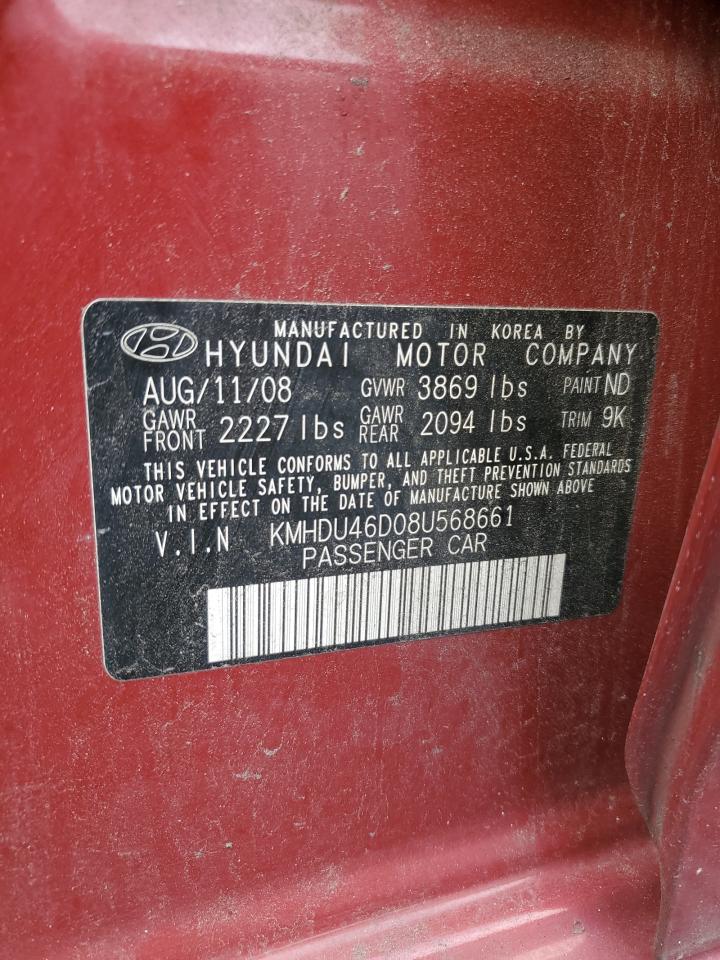 MANUFACTURED IN KOREA BY
HYUNDAI MOTOR COMPANY
AUG/11/08 GVWR 3869 lbs PAINT ND
GAWR FRONT 2227 lbs GAWR REAR 2094 lbs TRIM 9K
THIS VEHICLE CONFORMS TO ALL APPLICABLE U.S.A. FEDERAL
MOTOR VEHICLE SAFETY, BUMPER, AND THEFT PREVENTION STANDARDS
IN EFFECT ON THE DATE OF MANUFACTURE SHOWN ABOVE
V.I.N KMHDU46D08U568661
PASSENGER CAR